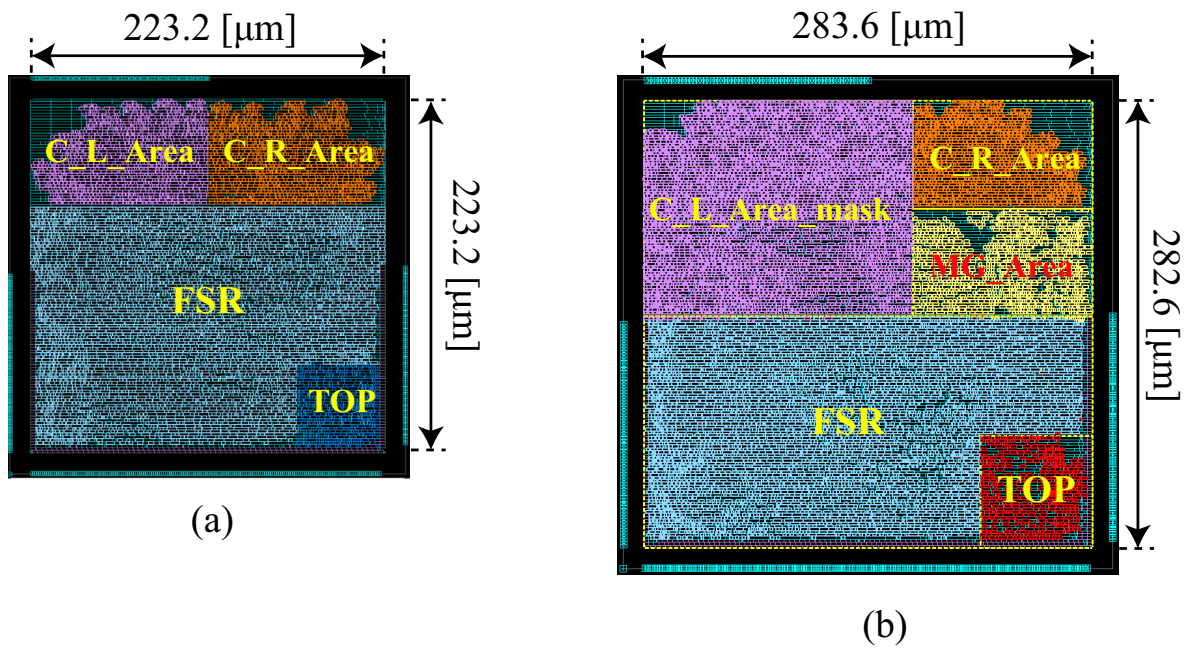 223.2 [μm]
C_L_Area
C_R_Area
FSR
TOP
223.2 [μm]
(a)
283.6 [μm]
C_L_Area_mask
C_R_Area
MG_Area
FSR
TOP
282.6 [μm]
(b)